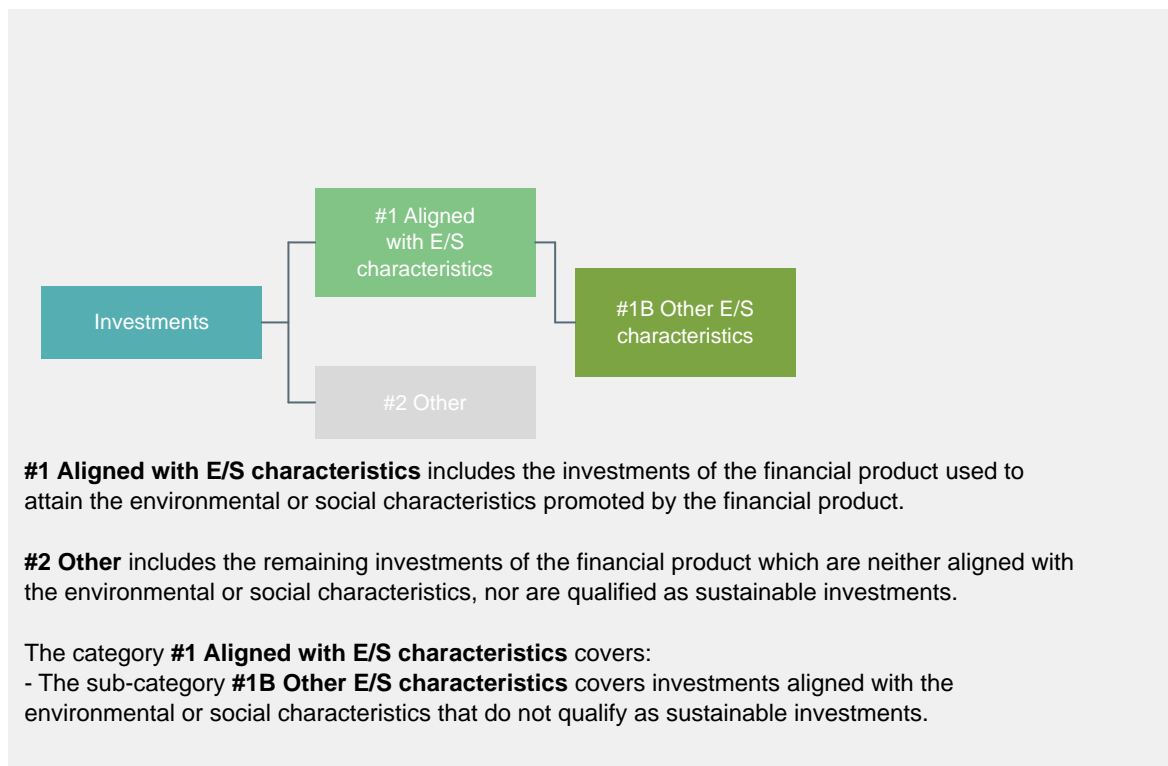 #1 Aligned
with E/S
characteristics
Investments
#1B Other E/S
characteristics
#2 Other
#1 Aligned with E/S characteristics includes the investments of the financial product used to
attain the environmental or social characteristics promoted by the financial product.
#2 Other includes the remaining investments of the financial product which are neither aligned with
the environmental or social characteristics, nor are qualified as sustainable investments.
The category #1 Aligned with E/S characteristics covers:
- The sub-category #1B Other E/S characteristics covers investments aligned with the
environmental or social characteristics that do not qualify as sustainable investments.